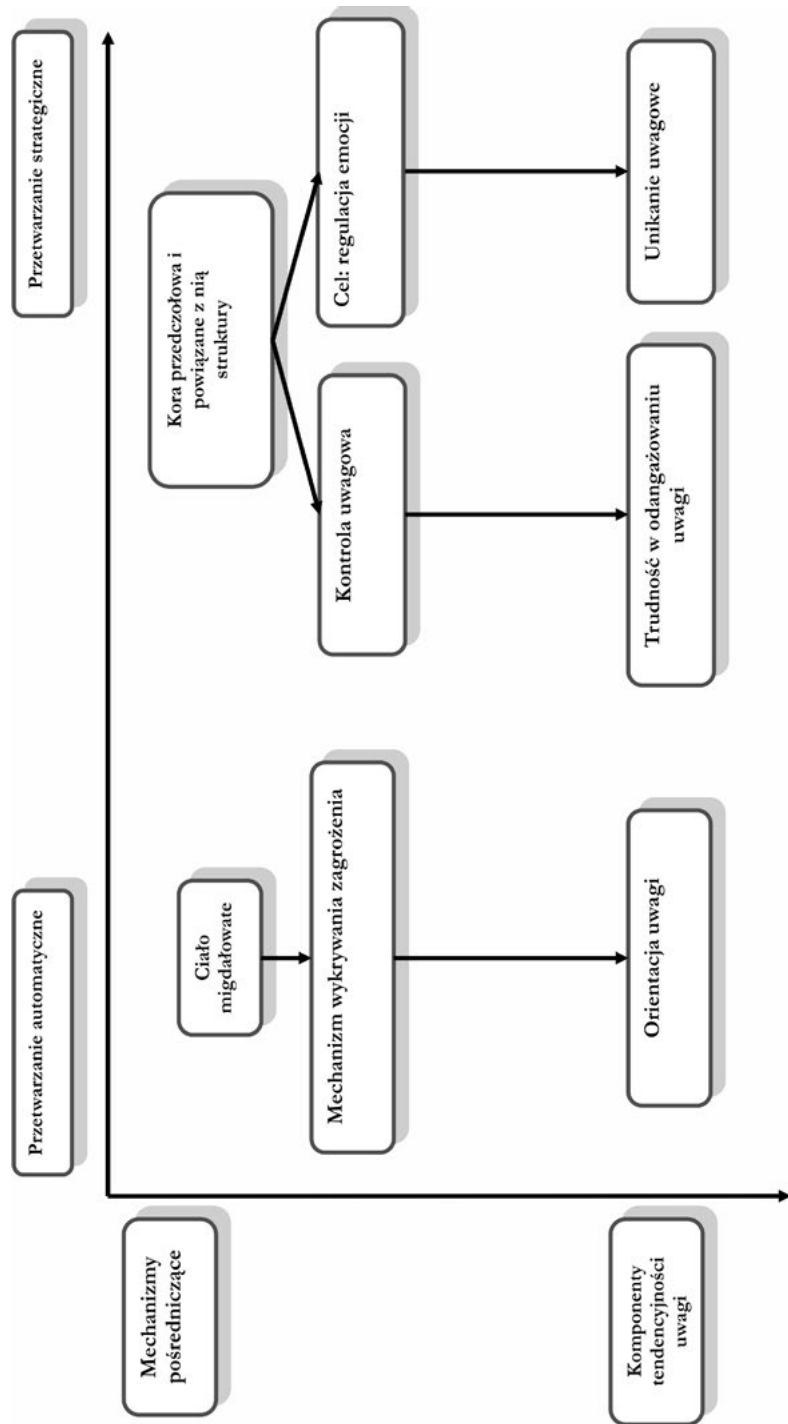 Przetwarzanie automatyczne
Przetwarzanie strategiczne
Mechanizmy
pośredniczące
Ciało
migdałowate
Kora przedczołowa i
powiązane z nią
struktury
Mechanizm wykrywania zagrożenia
Kontrola uwagowa
Cel: regulacja emocji
Komponenty
tendencyjności
uwagi
Orientacja uwagi
Trudność w odangażowaniu
uwagi
Unikanie uwagowe